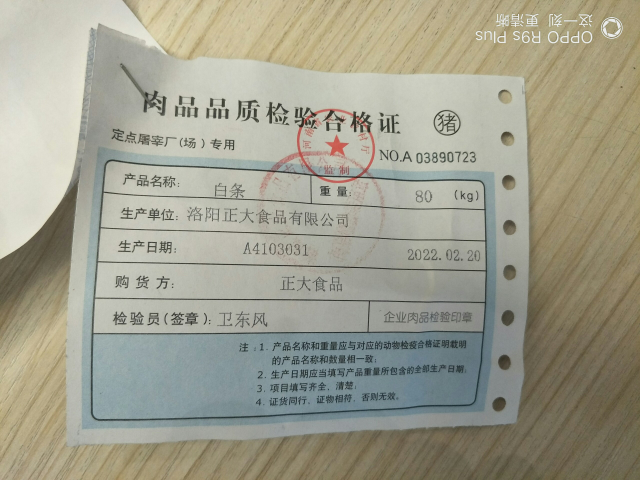 OPPO R9s Plus
这一刻 更清晰
肉品品质检验合格证 猪
定点屠宰厂(场)专用
监制
NO.A 03890723
产品名称: 白条 重量: 80 (kg)
生产单位: 洛阳正大食品有限公司
生产日期: A4103031 2022.02.20
购货方: 正大食品
检验员(签章): 卫东风 企业肉品检验印章
注:1. 产品名称和重量应与对应的动物检疫合格证明载明
的产品名称和数量相一致;
2. 生产日期应当填写产品重量所包含的全部生产日期;
3. 项目填写齐全、清楚;
4. 证货同行,证物相符,否则无效。